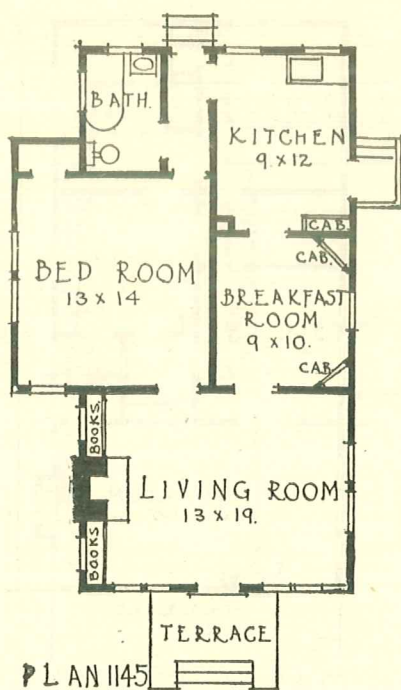 BATH.
KITCHEN
9. X 12
CAB.
CAB.
BED ROOM
13 X 14
BREAKFAST
ROOM
9 X 10.
CAB.
BOOKS.
LIVING ROOM
13 X 19.
BOOKS
TERRACE
PLAN 1145